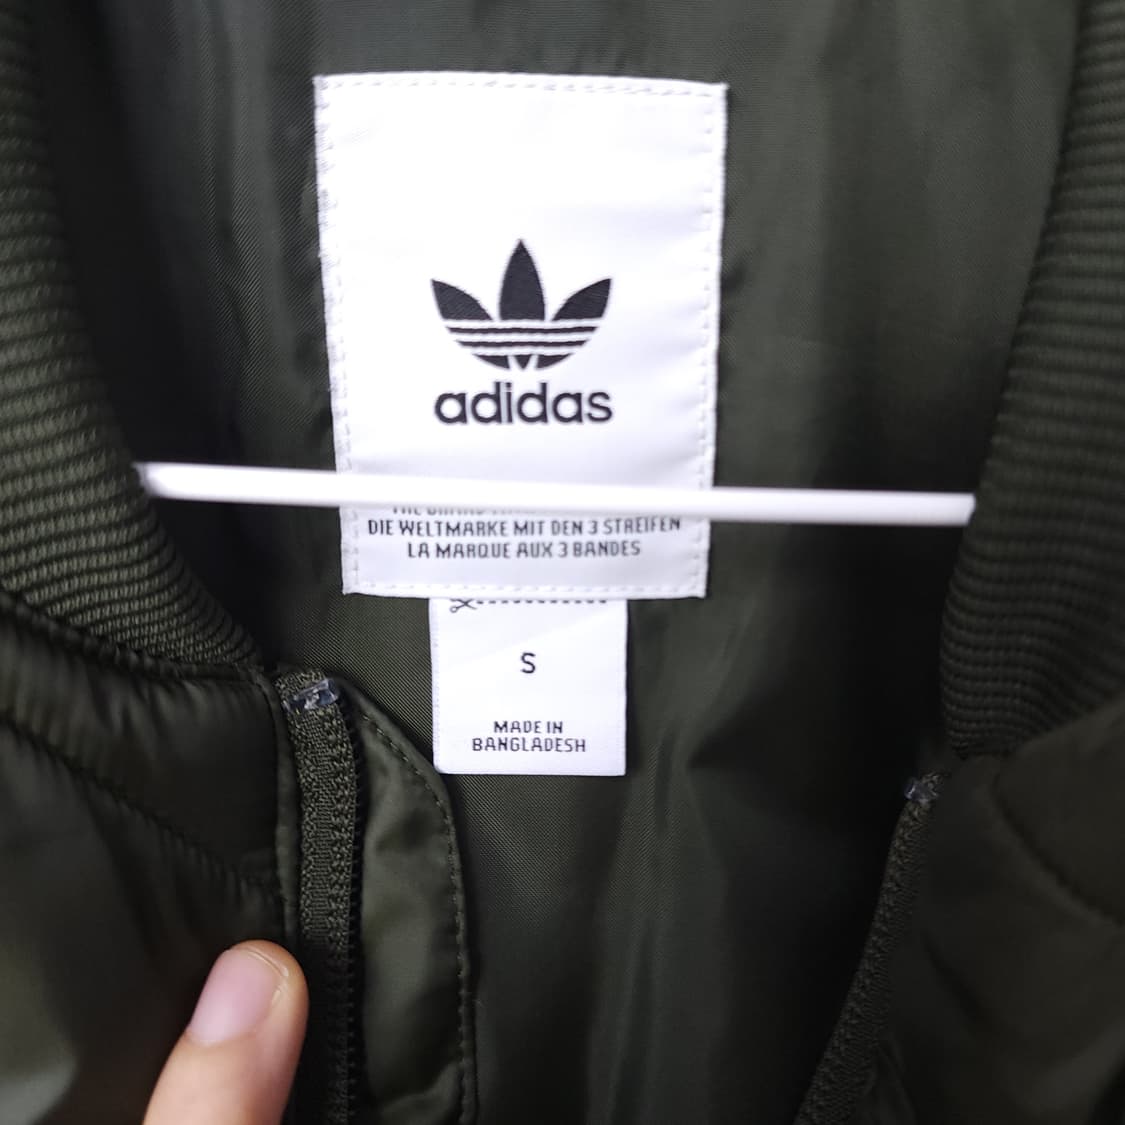 adidas
DIE WELTMARKE MIT DEN 3 STREIFEN
LA MARQUE AUX 3 BANDES
S
MADE IN
BANGLADESH